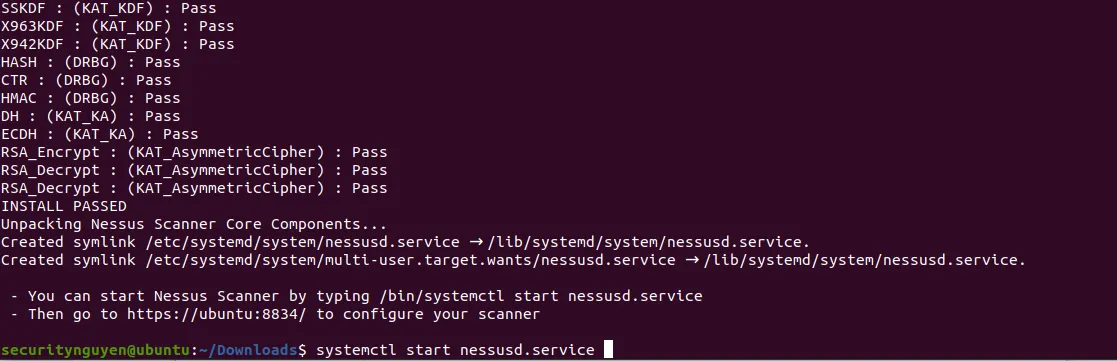 SSKDF : (KAT_KDF) : Pass
X963KDF : (KAT_KDF) : Pass
X942KDF : (KAT_KDF) : Pass
HASH : (DRBG) : Pass
CTR : (DRBG) : Pass
HMAC : (DRBG) : Pass
DH : (KAT_KA) : Pass
ECDH : (KAT_KA) : Pass
RSA_Encrypt : (KAT_AsymmetricCipher) : Pass
RSA_Decrypt : (KAT_AsymmetricCipher) : Pass
RSA_Decrypt : (KAT_AsymmetricCipher) : Pass
INSTALL PASSED
Unpacking Nessus Scanner Core Components...
Created symlink /etc/systemd/system/nessusd.service → /lib/systemd/system/nessusd.service.
Created symlink /etc/systemd/system/multi-user.target.wants/nessusd.service → /lib/systemd/system/nessusd.service.
- You can start Nessus Scanner by typing /bin/systemctl start nessusd.service
- Then go to https://ubuntu:8834/ to configure your scanner
securitynguyen@ubuntu:~/Downloads$ systemctl start nessusd.service